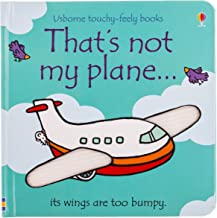 Usborne touchy-feely books
That's not
my plane...
its wings are too bumpy.